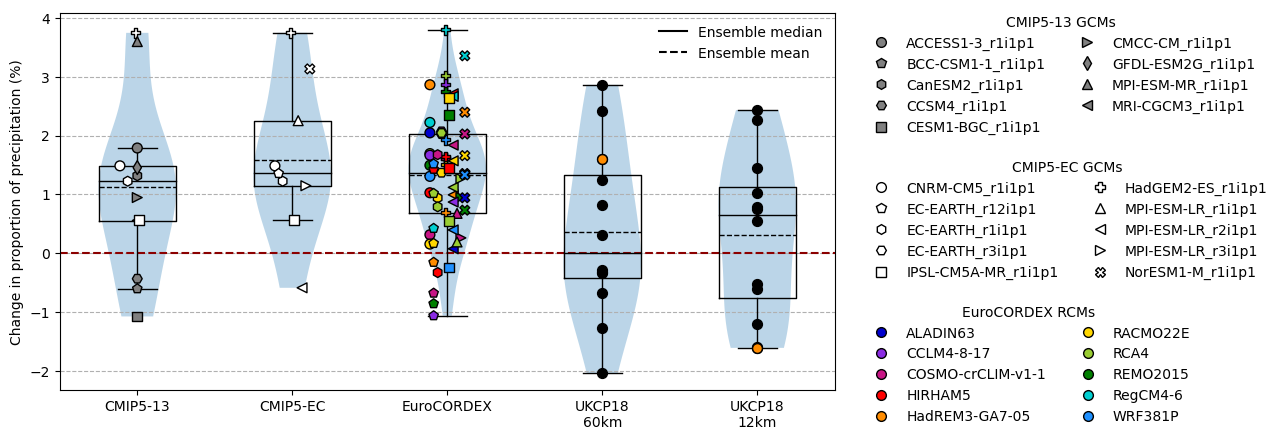 Change in proportion of precipitation (%)
4
3
2
1
0
−1
−2
Ensemble median
Ensemble mean
CMIP5-13
CMIP5-EC
EuroCORDEX
UKCP18
60km
UKCP18
12km
CMIP5-13 GCMs
ACCESS1-3_r1i1p1
BCC-CSM1-1_r1i1p1
CanESM2_r1i1p1
CCSM4_r1i1p1
CESM1-BGC_r1i1p1
CMCC-CM_r1i1p1
GFDL-ESM2G_r1i1p1
MPI-ESM-MR_r1i1p1
MRI-CGCM3_r1i1p1
CMIP5-EC GCMs
CNRM-CM5_r1i1p1
EC-EARTH_r12i1p1
EC-EARTH_r1i1p1
EC-EARTH_r3i1p1
IPSL-CM5A-MR_r1i1p1
HadGEM2-ES_r1i1p1
MPI-ESM-LR_r1i1p1
MPI-ESM-LR_r2i1p1
MPI-ESM-LR_r3i1p1
NorESM1-M_r1i1p1
EuroCORDEX RCMs
ALADIN63
CCLM4-8-17
COSMO-crCLIM-v1-1
HIRHAM5
HadREM3-GA7-05
RACMO22E
RCA4
REMO2015
RegCM4-6
WRF381P